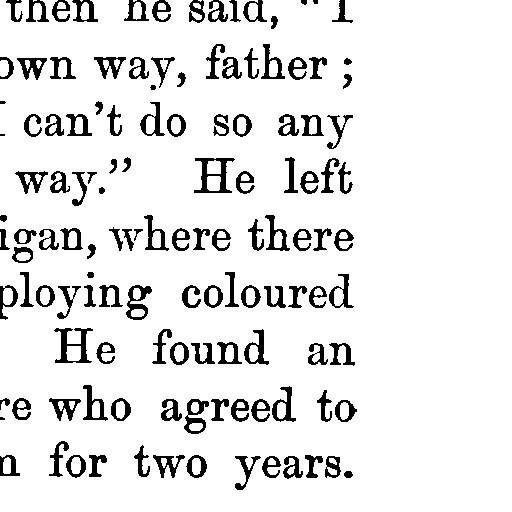 then he said, "I
own way, father ;
I can't do so any
way." He left
igan, where there
ploying coloured
He found an
re who agreed to
for two years.